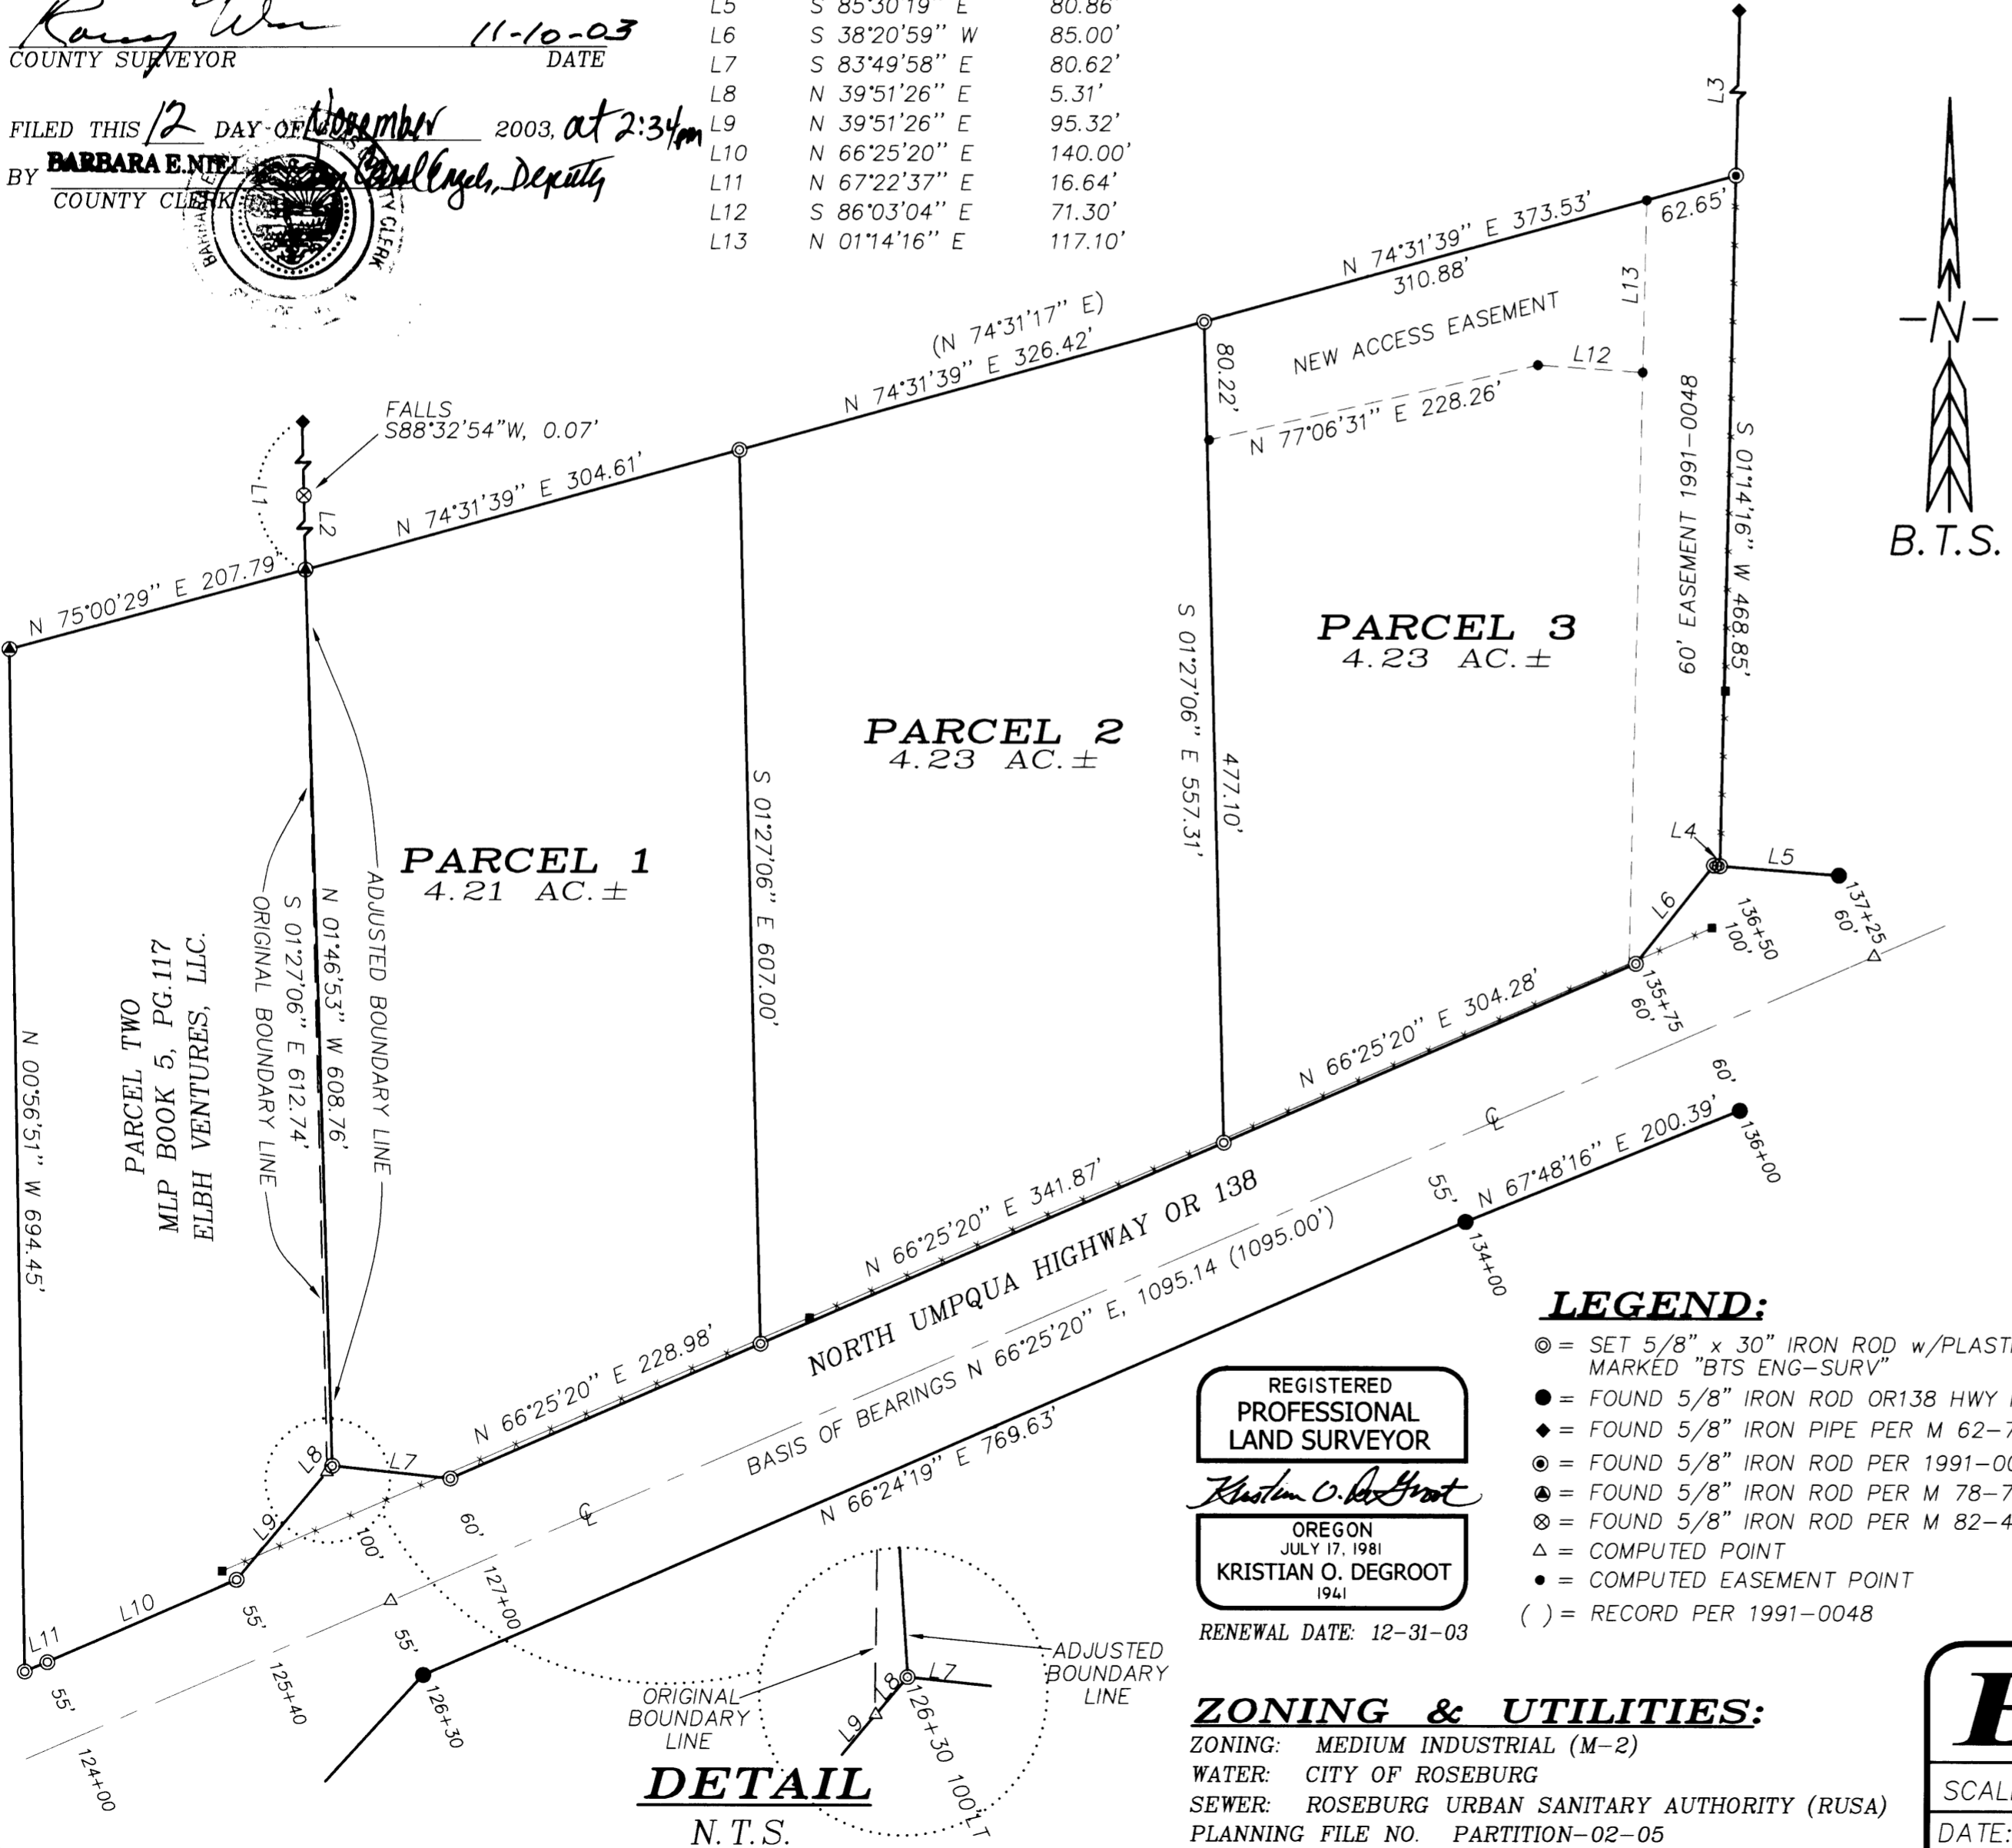 11-10-03
COUNTY SURVEYOR DATE
FILED THIS 12 DAY OF November 2003, at 2:34pm
BY BARBARA E. Deputy
COUNTY CLERK
L5 S 85°30'19" E 80.86'
L6 S 38°20'59" W 85.00'
L7 S 83°49'58" E 80.62'
L8 N 39°51'26" E 5.31'
L9 N 39°51'26" E 95.32'
L10 N 66°25'20" E 140.00'
L11 N 67°22'37" E 16.64'
L12 S 86°03'04" E 71.30'
L13 N 01°14'16" E 117.10'
L3
N 74°31'39" E 373.53'
62.65'
310.88'
L13
NEW ACCESS EASEMENT
(N 74°31'17" E)
N 74°31'39" E 326.42'
80.22'
L12
N 77°06'31" E 228.26'
-N-
B.T.S.
FALLS
S88°32'54"W, 0.07'
L1
L2
N 74°31'39" E 304.61'
N 75°00'29" E 207.79'
60' EASEMENT 1991-0048
S 01°14'16" W 468.85'
PARCEL 3
4.23 AC.±
PARCEL 2
4.23 AC.±
S 01°27'06" E 557.31'
477.10'
S 01°27'06" E 607.00'
PARCEL 1
4.21 AC.±
ADJUSTED BOUNDARY LINE
N 01°46'53" W 608.76'
S 01°27'06" E 612.74'
ORIGINAL BOUNDARY LINE
PARCEL TWO
MLP BOOK 5, PG.117
ELBH VENTURES, LLC.
N 00°56'51" W 694.45'
L4
L5
L6
137+25
60'
136+50
100'
135+75
60'
N 66°25'20" E 304.28'
N 66°25'20" E 341.87'
N 66°25'20" E 228.98'
NORTH UMPQUA HIGHWAY OR 138
BASIS OF BEARINGS N 66°25'20" E, 1095.14 (1095.00')
60'
136+00
N 67°48'16" E 200.39'
55'
134+00
N 66°24'19" E 769.63'
L8
L7
L9
100'
60'
127+00
L10
55'
125+40
55'
126+30
L11
55'
124+00
ORIGINAL
BOUNDARY
LINE
ADJUSTED
BOUNDARY
LINE
L8
L7
L9
126+30 100'LT
DETAIL
N.T.S.
LEGEND:
◎ = SET 5/8" x 30" IRON ROD w/
MARKED "BTS ENG-SURV"
● = FOUND 5/8" IRON ROD OR138 HWY
◆ = FOUND 5/8" IRON PIPE PER M 62-7
= FOUND 5/8" IRON ROD PER
= FOUND 5/8" IRON ROD PER M 78-7
⊗ = FOUND 5/8" IRON ROD PER M 82-4
△ = COMPUTED POINT
• = COMPUTED EASEMENT POINT
( ) = RECORD PER 1991-0048
REGISTERED
PROFESSIONAL
LAND SURVEYOR
Kristian O. DeGroot
OREGON
JULY 17, 1981
KRISTIAN O. DEGROOT
1941
RENEWAL DATE: 12-31-03
ZONING & UTILITIES:
ZONING: MEDIUM INDUSTRIAL (M-2)
WATER: CITY OF ROSEBURG
SEWER: ROSEBURG URBAN SANITARY AUTHORITY (RUSA)
PLANNING FILE NO. PARTITION-02-05
DATE: